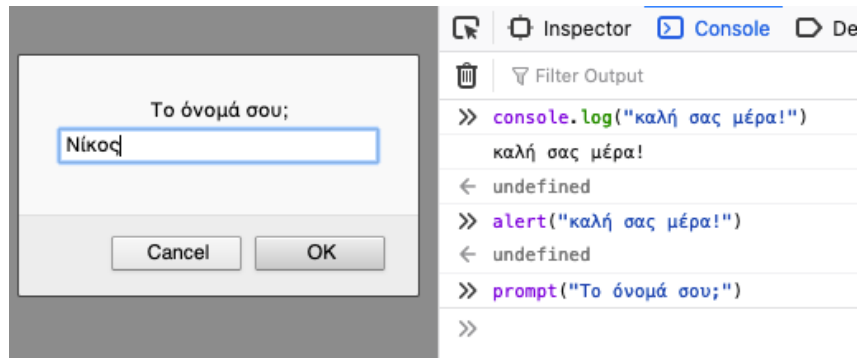 Το όνομά σου;
Νίκος
Cancel OK
Inspector Console De
Filter Output
>> console.log("καλή σας μέρα!")
καλή σας μέρα!
← undefined
>> alert("καλή σας μέρα!")
← undefined
>> prompt("Το όνομά σου;")
>>